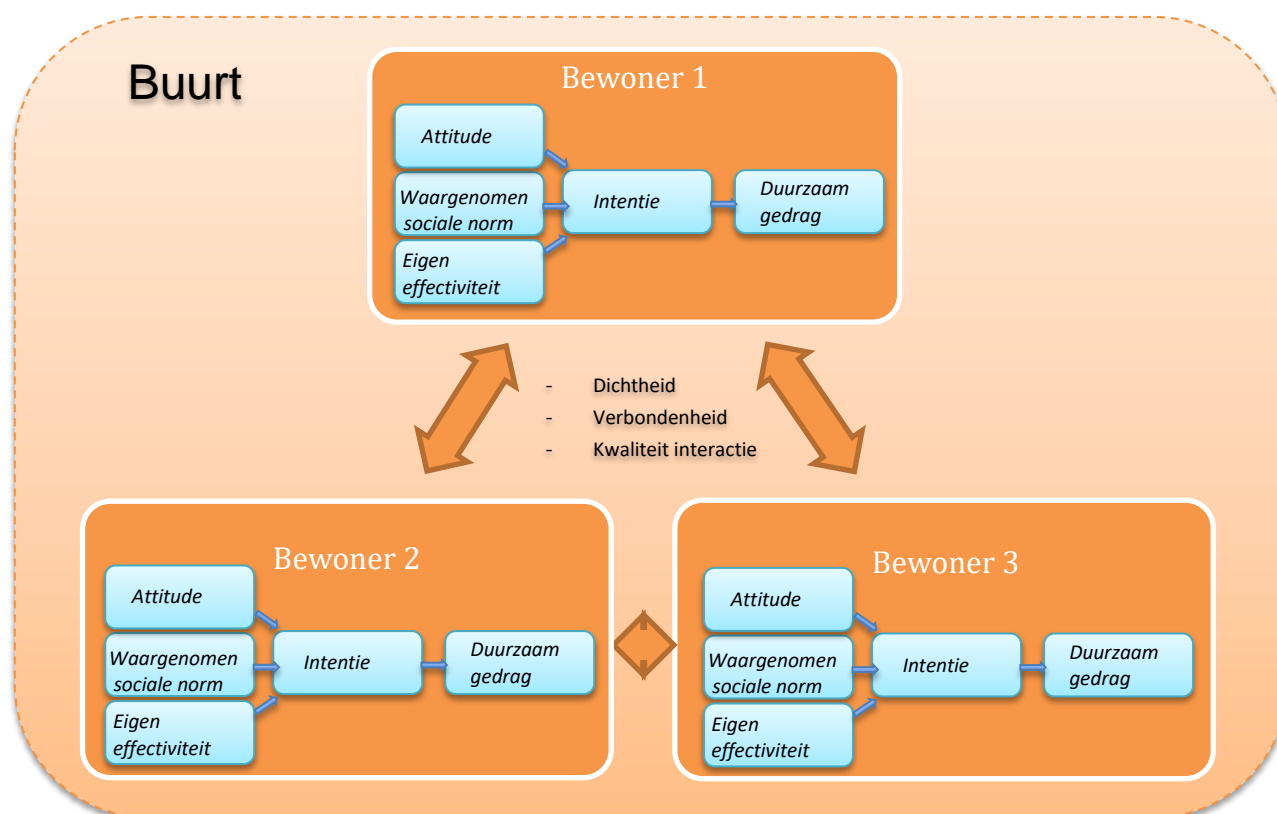 Buurt
Bewoner 1
Attitude
Waargenomen
sociale norm
Eigen
effectiviteit
Intentie
Duurzaam
gedrag
- Dichtheid
- Verbondenheid
- Kwaliteit interactie
Bewoner 2
Attitude
Waargenomen
sociale norm
Eigen
effectiviteit
Intentie
Duurzaam
gedrag
Bewoner 3
Attitude
Waargenomen
sociale norm
Eigen
effectiviteit
Intentie
Duurzaam
gedrag